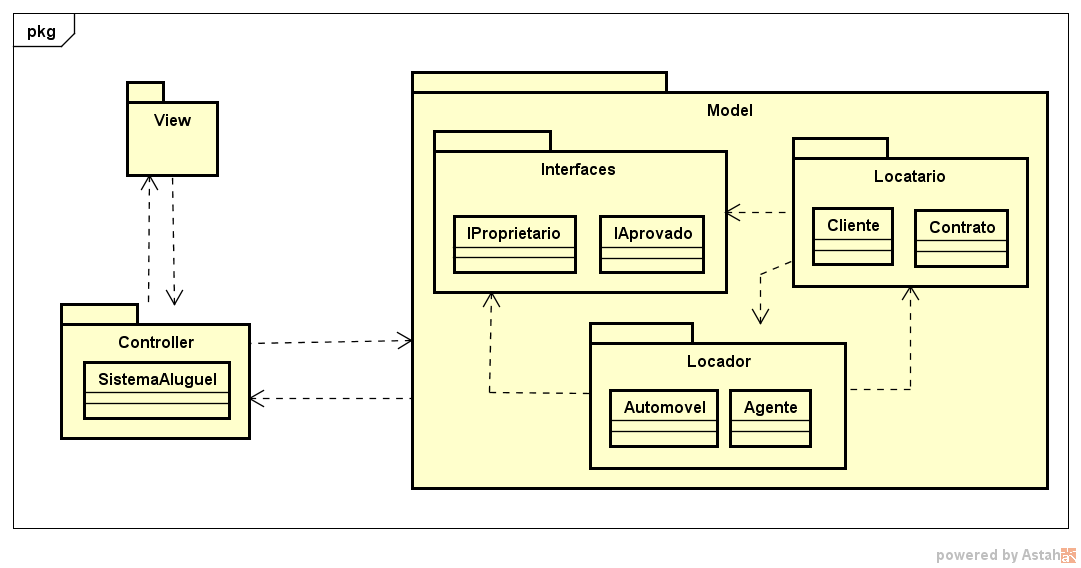 pkg
View
Controller
SistemaAluguel
Model
Interfaces
IProprietario
IAprovado
Locatario
Cliente
Contrato
Locador
Automovel
Agente
powered by Astah